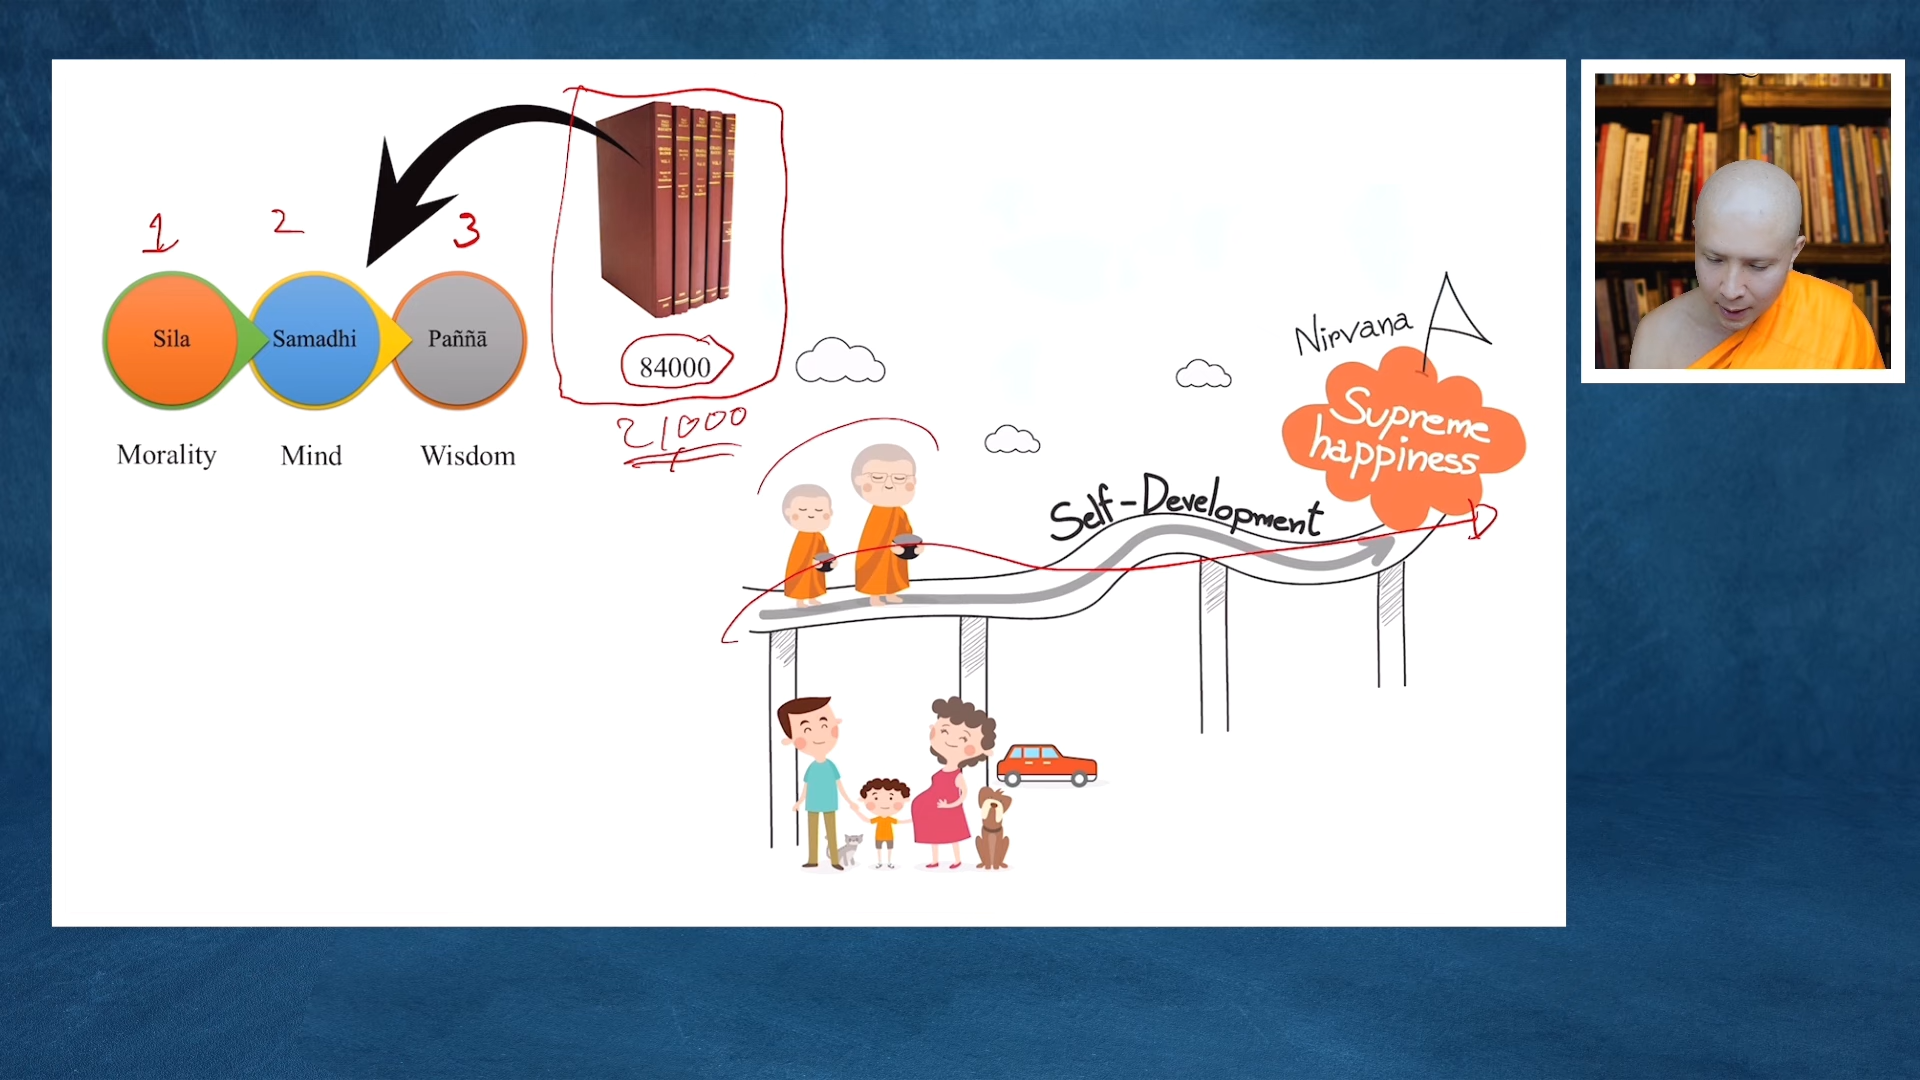 1
2
3
Sila
Samadhi
Paññā
Morality
Mind
Wisdom
84000
21000
Nirvana
Supreme
happiness
Self-Development